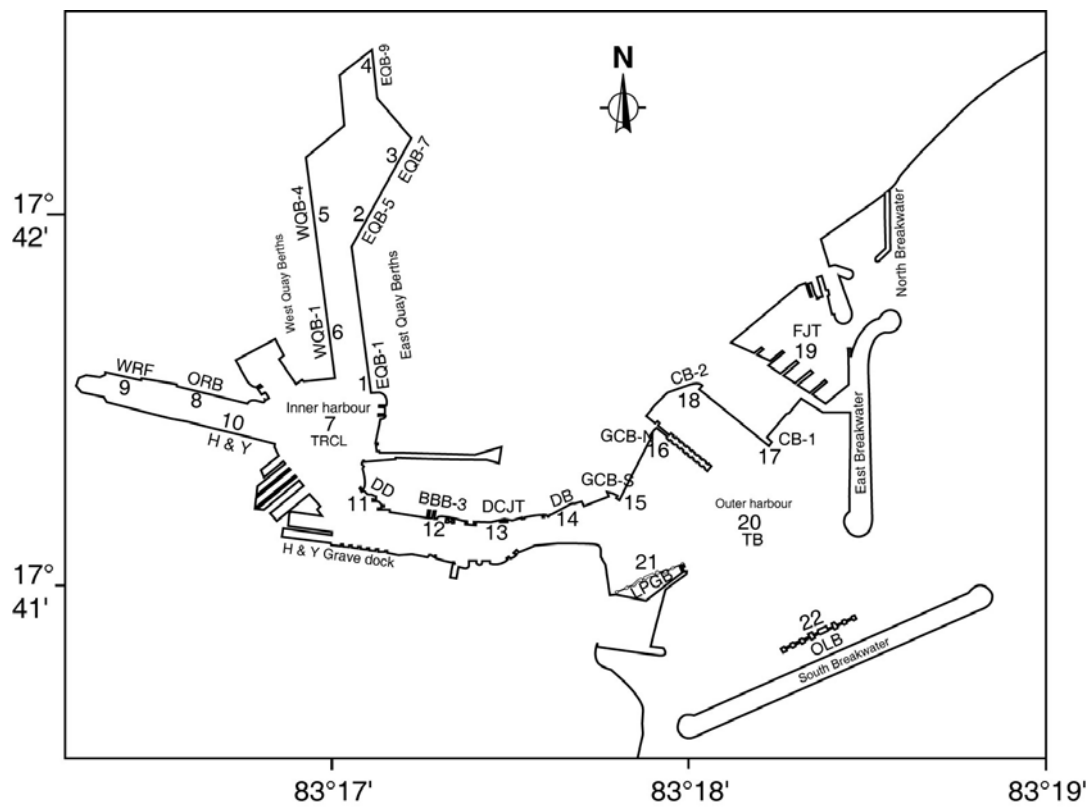 N
4
EQB-9
3
EQB-7
17°
42'
WQB-4
5
2
EQB-5
West Quay Berths
East Quay Berths
North Breakwater
WQB-1
6
FJT
19
WRF
9
ORB
8
1
EQB-1
CB-2
18
10
H & Y
Inner harbour
7
TRCL
GCB-N
16
CB-1
17
East Breakwater
DD
11
BBB-3
12
DCJT
13
DB
14
GCB-S
15
Outer harbour
20
TB
H & Y Grave dock
21
LPGB
17°
41'
22
OLB
South Breakwater
83°17'
83°18'
83°19'